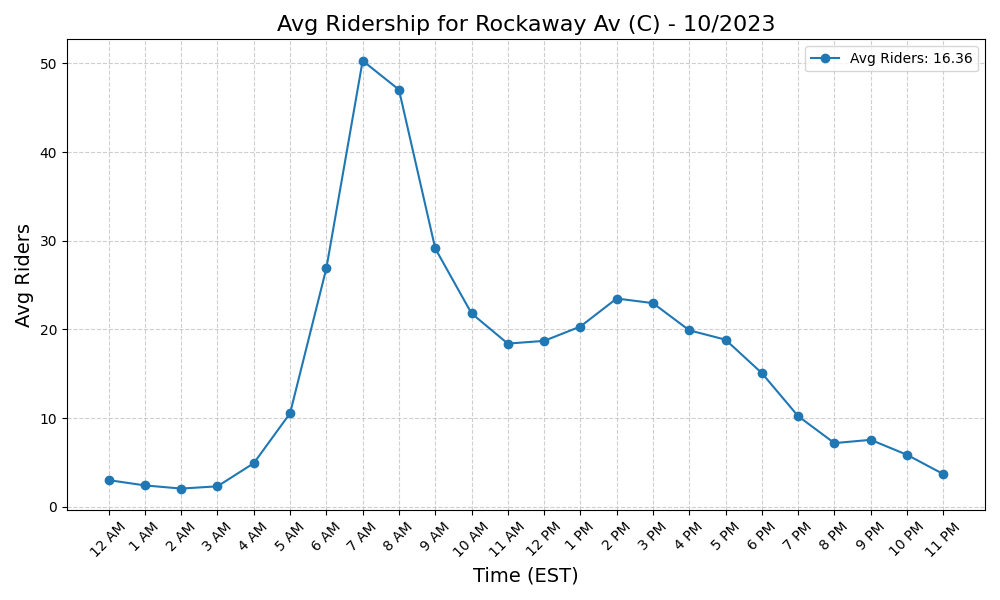 Avg Ridership for Rockaway Av (C) - 10/2023
Avg Riders: 16.36
Avg Riders
50
40
30
20
10
0
12 AM
1 AM
2 AM
3 AM
4 AM
5 AM
6 AM
7 AM
8 AM
9 AM
10 AM
11 AM
12 PM
1 PM
2 PM
3 PM
4 PM
5 PM
6 PM
7 PM
8 PM
9 PM
10 PM
11 PM
Time (EST)